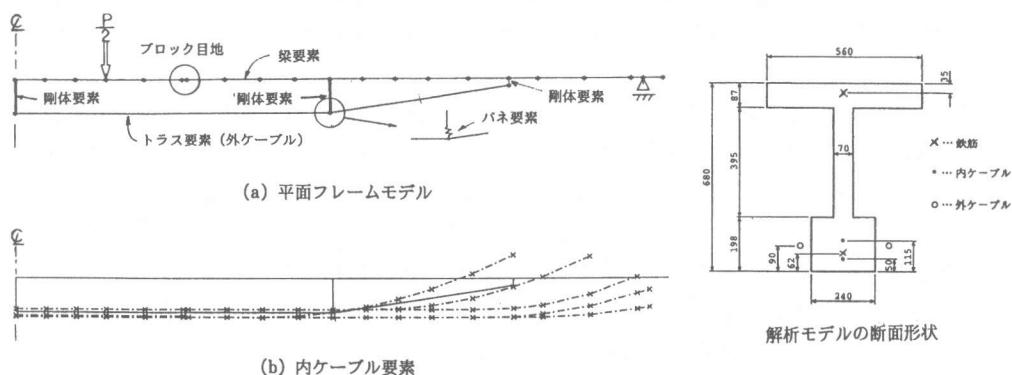 ℄
P
2
ブロック目地
梁要素
剛体要素
剛体要素
剛体要素
バネ要素
トラス要素 (外ケーブル)
(a) 平面フレームモデル
℄
(b) 内ケーブル要素
560
25
87
70
395
680
198
90
62
50
115
240
×…鉄筋
•…内ケーブル
○…外ケーブル
解析モデルの断面形状